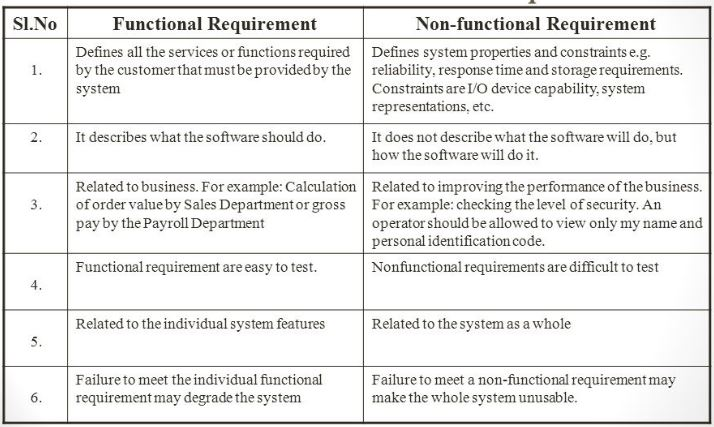 Sl.No Functional Requirement Non-functional Requirement
1. Defines all the services or functions required
by the customer that must be provided by the
system
Defines system properties and constraints e.g.
reliability, response time and storage requirements.
Constraints are I/O device capability, system
representations, etc.
2. It describes what the software should do.
It does not describe what the software will do, but
how the software will do it.
3. Related to business. For example: Calculation
of order value by Sales Department or gross
pay by the Payroll Department
Related to improving the performance of the business.
For example: checking the level of security. An
operator should be allowed to view only my name and
personal identification code.
4. Functional requirement are easy to test.
Nonfunctional requirements are difficult to test
5. Related to the individual system features
Related to the system as a whole
6. Failure to meet the individual functional
requirement may degrade the system
Failure to meet a non-functional requirement may
make the whole system unusable.